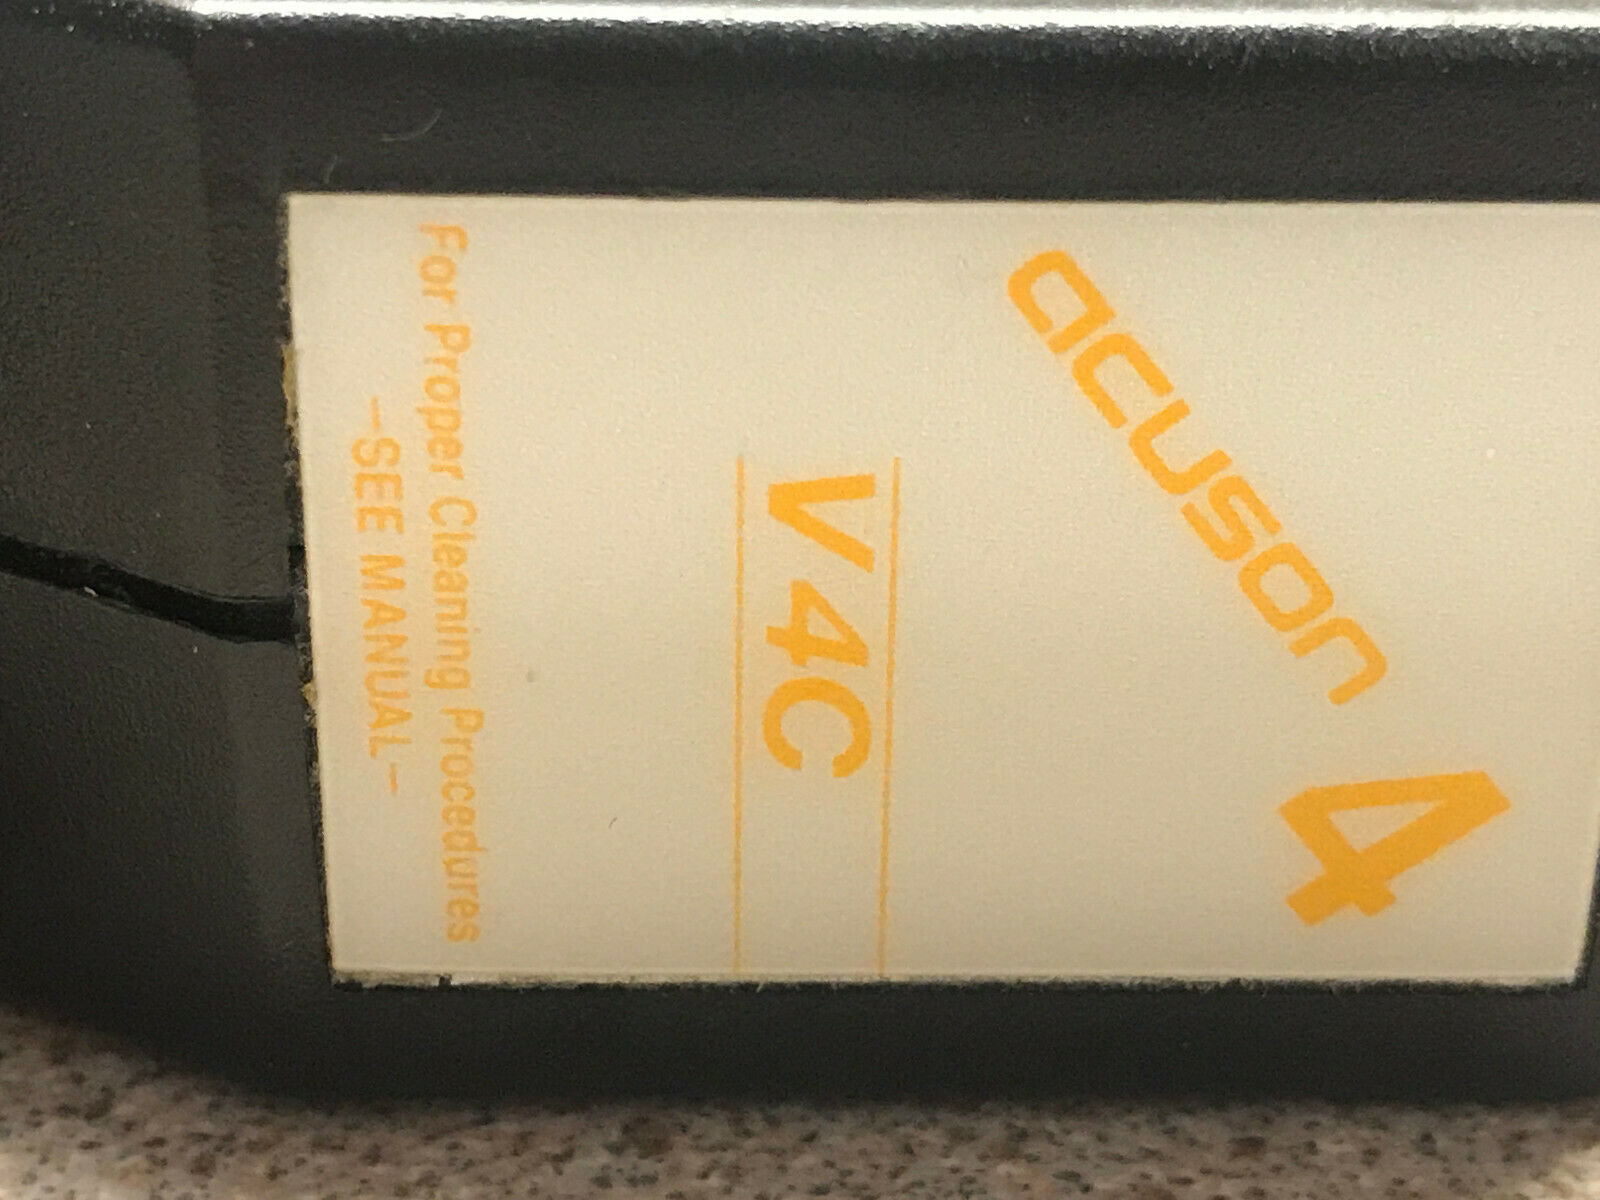 acuson
4
V4C
For Proper Cleaning Procedures
-SEE MANUAL-